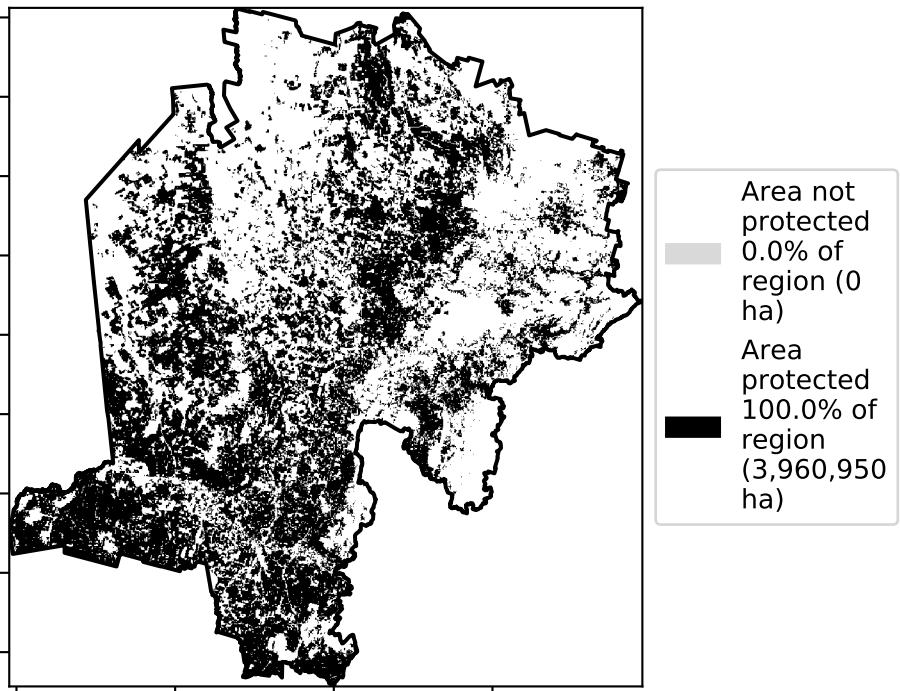 Area not
protected
0.0% of
region (0
ha)
Area
protected
100.0% of
region
(3,960,950
ha)